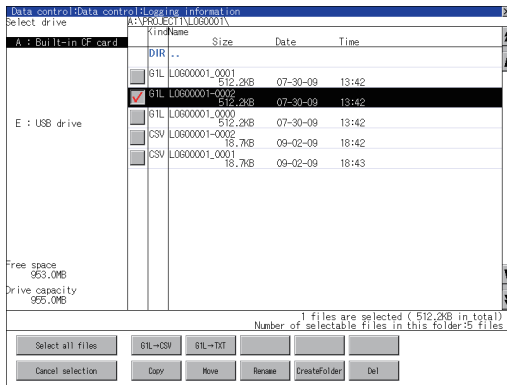 Data control:Data control:Logging information
Select drive
A:\PROJECT1\LOG0001\
Kind Name
Size Date Time
A : Built-in CF card
DIR ..
G1L LOG00001_0001
512.2KB 07-30-09 13:42
G1L LOG00001-0002
512.2KB 07-30-09 13:42
G1L LOG00001_0000
512.2KB 07-30-09 13:42
E : USB drive
CSV LOG00001-0002
18.7KB 09-02-09 18:42
CSV LOG00001_0001
18.7KB 09-02-09 18:43
Free space
953.0MB
Drive capacity
955.0MB
1 files are selected ( 512.2KB in total)
Number of selectable files in this folder:5 files
Select all files G1L→CSV G1L→TXT
Cancel selection Copy Move Rename CreateFolder Del